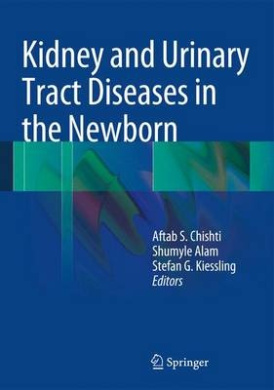 Kidney and Urinary
Tract Diseases in
the Newborn
Aftab S. Chishti
Shumyle Alam
Stefan G. Kiessling
Editors
Springer